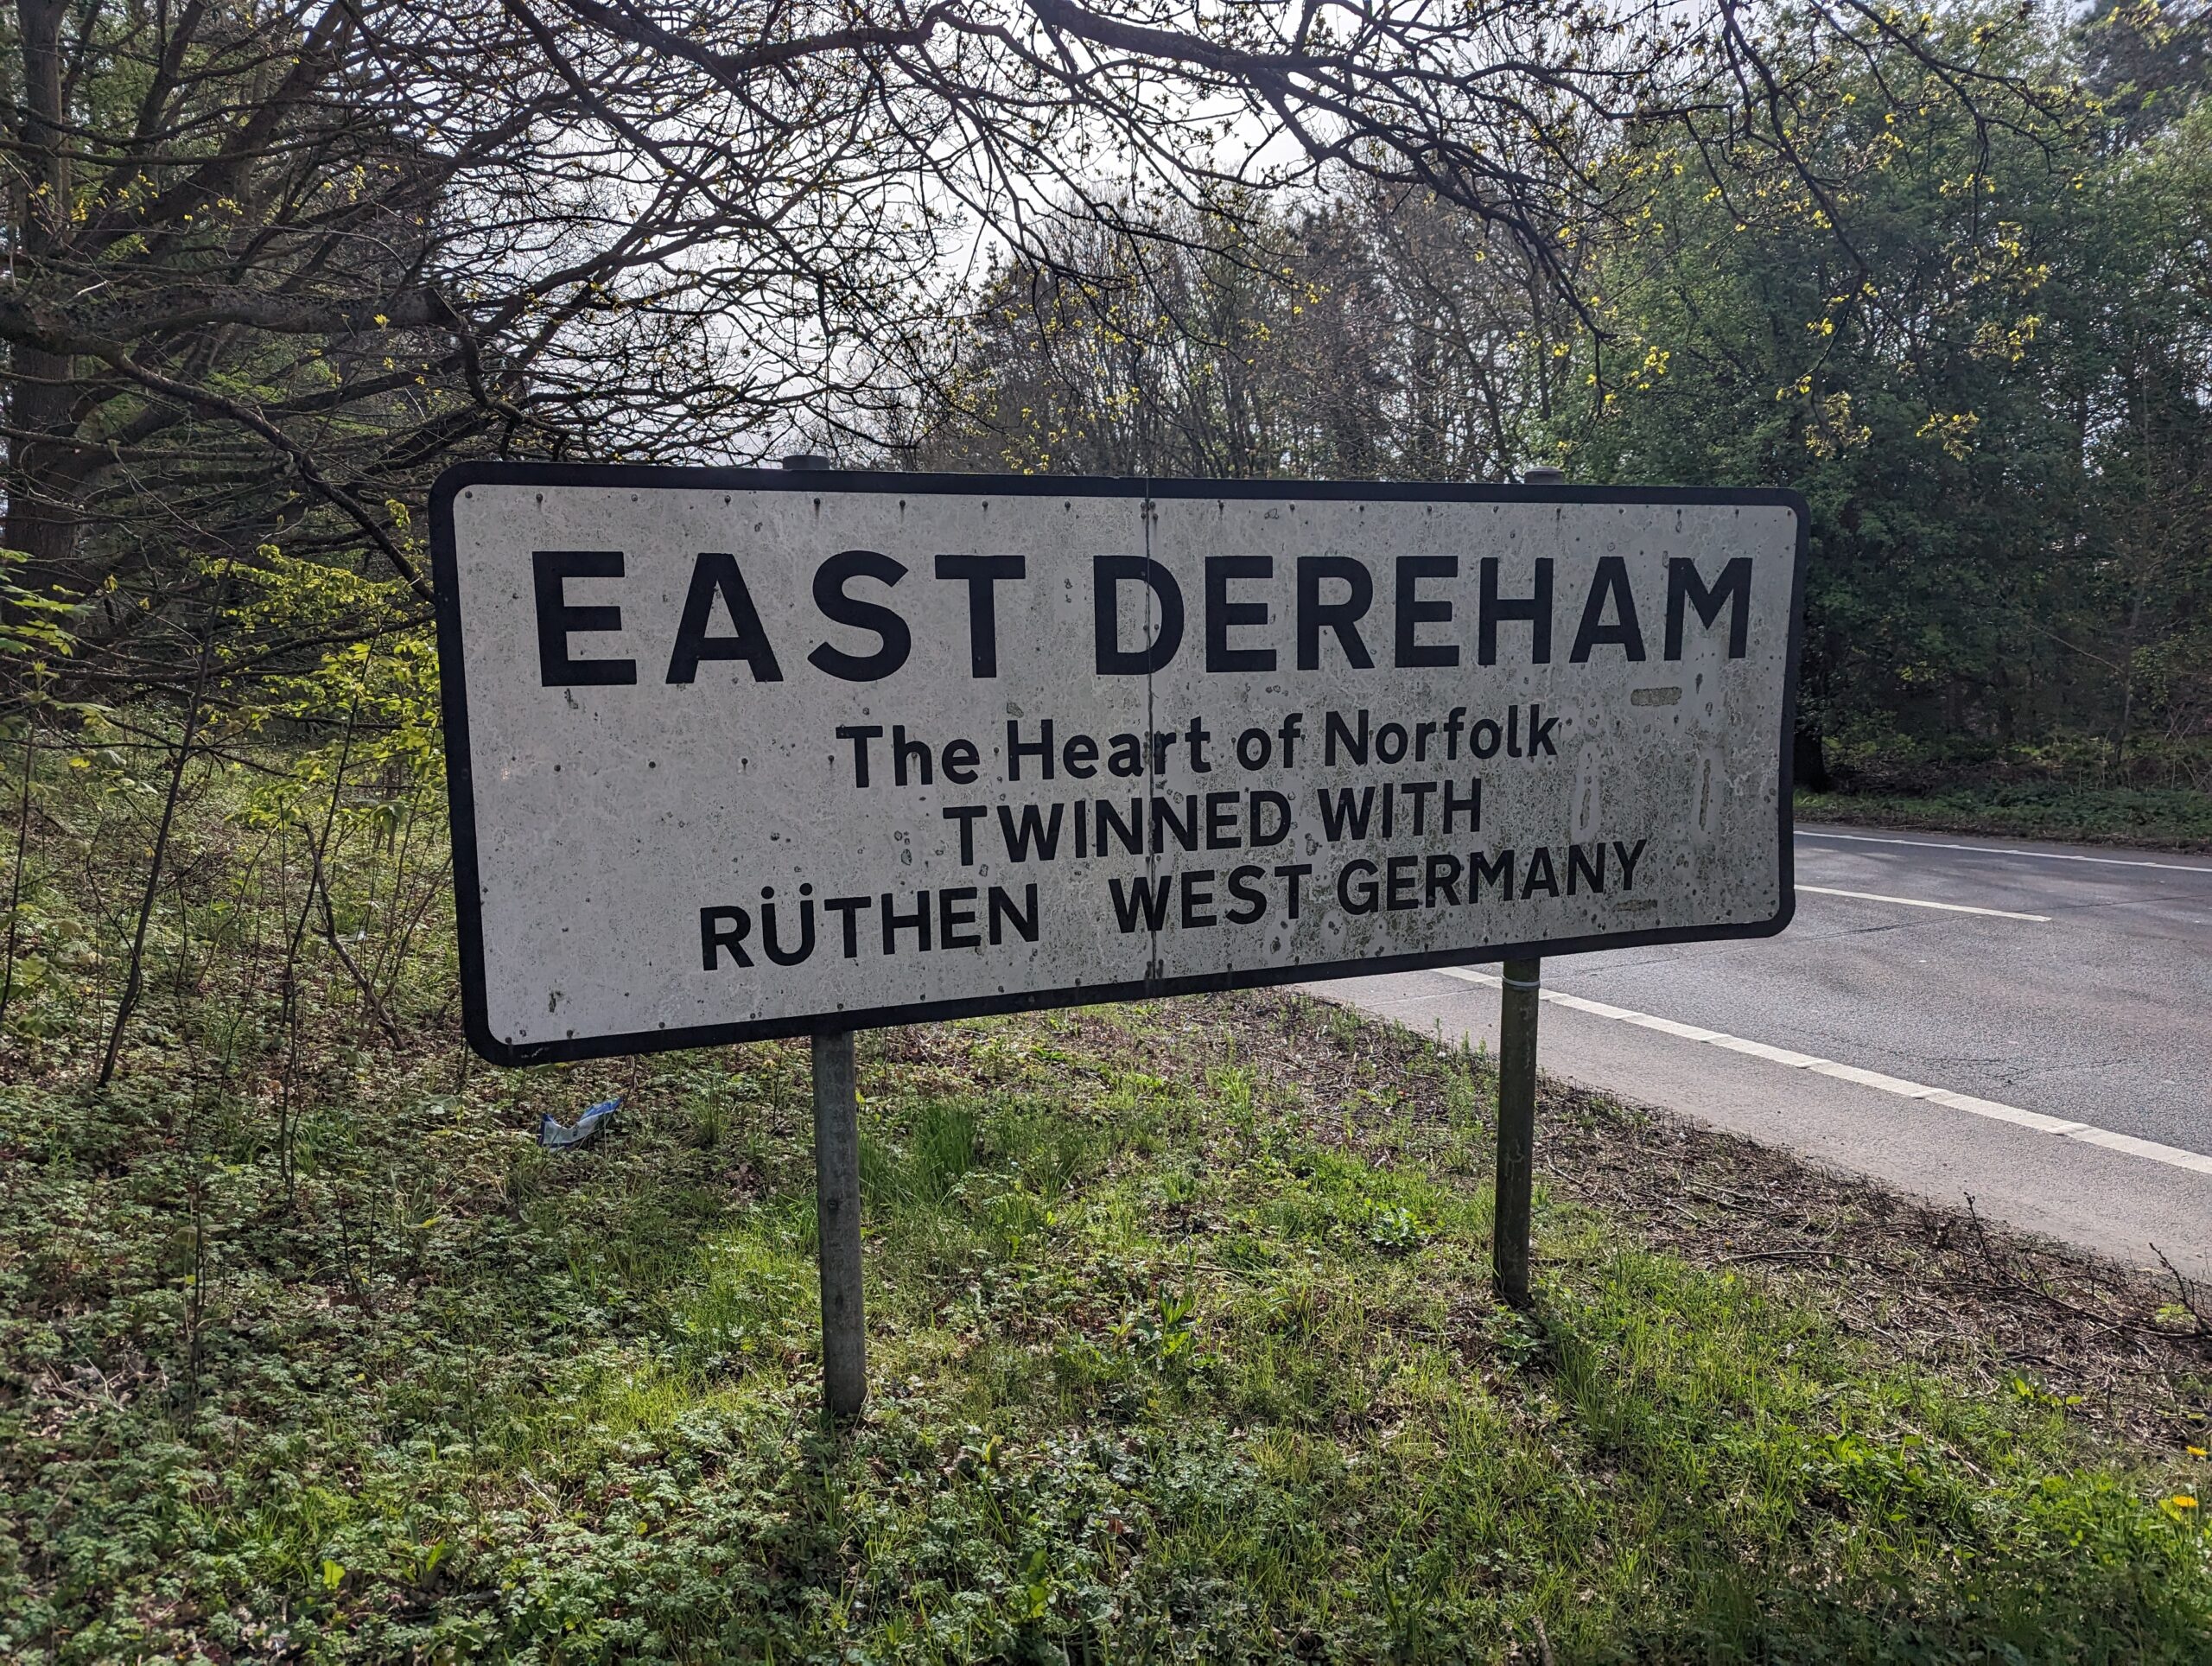 EAST DEREHAM
The Heart of Norfolk
TWINNED WITH
RÜTHEN WEST GERMANY